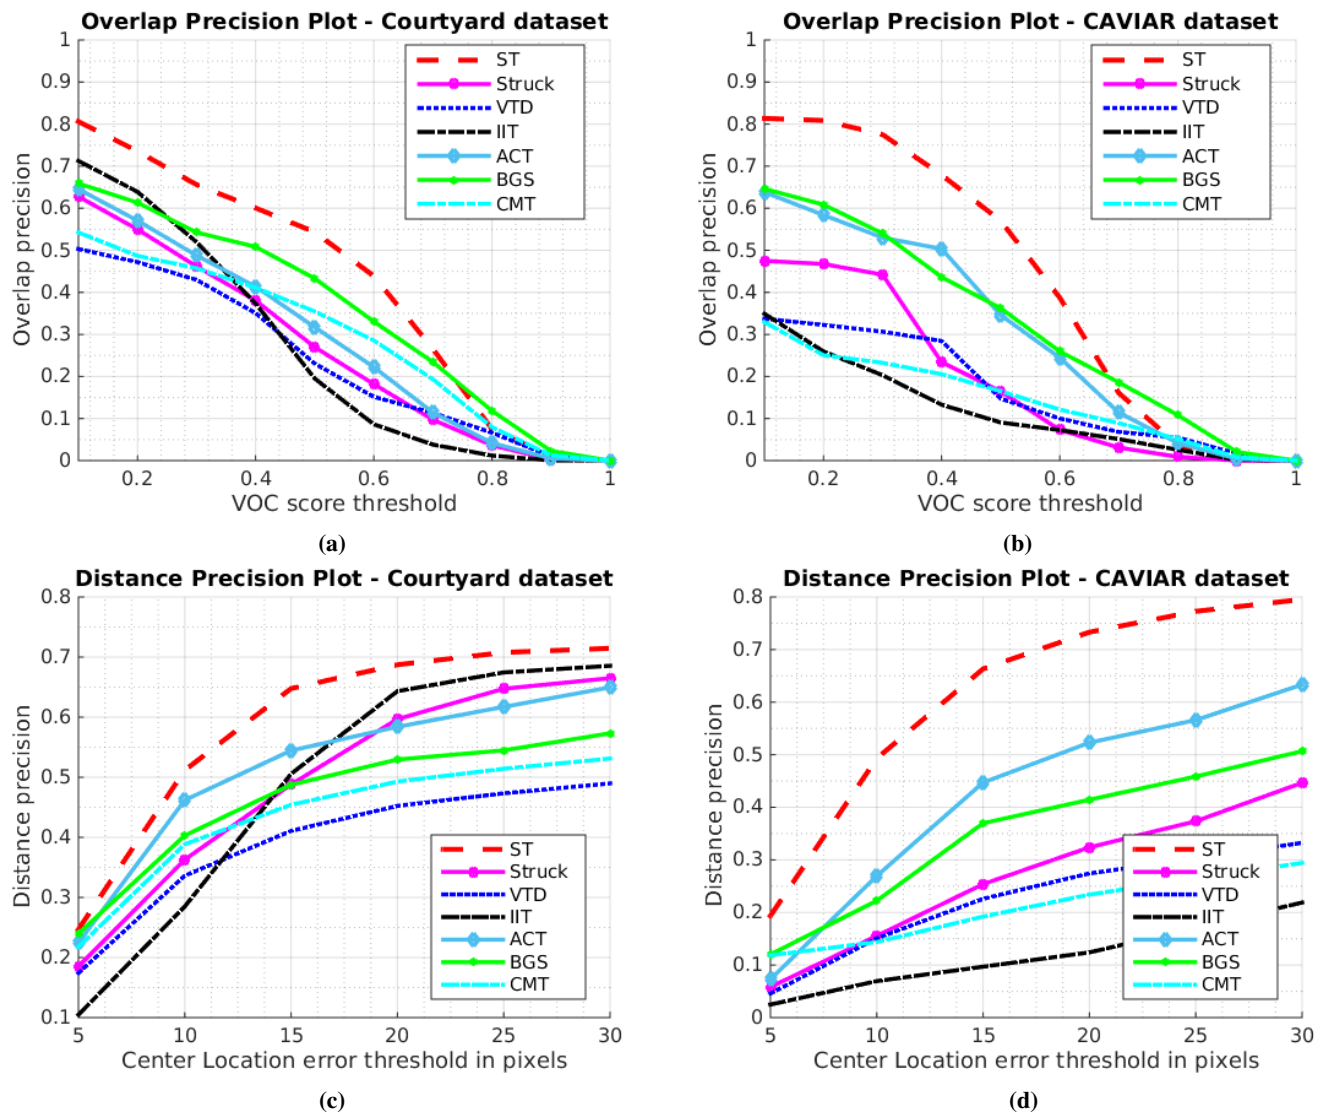 Overlap Precision Plot - Courtyard dataset
1
0.9
0.8
0.7
0.6
0.5
0.4
0.3
0.2
0.1
0
Overlap precision
ST
Struck
VTD
IIT
ACT
BGS
CMT
0.2
0.4
0.6
0.8
1
VOC score threshold
(a)
Overlap Precision Plot - CAVIAR dataset
1
0.9
0.8
0.7
0.6
0.5
0.4
0.3
0.2
0.1
0
Overlap precision
ST
Struck
VTD
IIT
ACT
BGS
CMT
0.2
0.4
0.6
0.8
1
VOC score threshold
(b)
Distance Precision Plot - Courtyard dataset
0.8
0.7
0.6
0.5
0.4
0.3
0.2
0.1
Distance precision
ST
Struck
VTD
IIT
ACT
BGS
CMT
5
10
15
20
25
30
Center Location error threshold in pixels
(c)
Distance Precision Plot - CAVIAR dataset
0.8
0.7
0.6
0.5
0.4
0.3
0.2
0.1
0
Distance precision
ST
Struck
VTD
IIT
ACT
BGS
CMT
5
10
15
20
25
30
Center Location error threshold in pixels
(d)